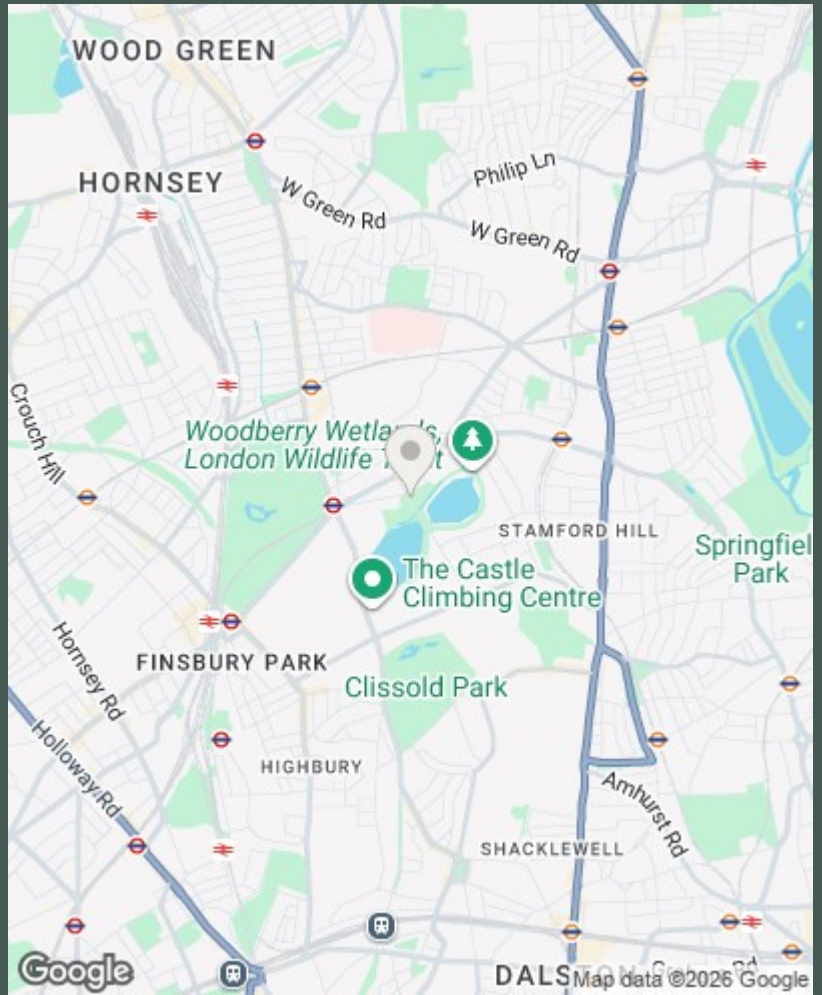 WOOD GREEN
HORNSEY
Philip Ln
W Green Rd
W Green Rd
Crouch Hill
Woodberry Wetlands,
London Wildlife
STAMFORD HILL
Springfiel
Park
The Castle
Climbing Centre
FINSBURY PARK
Clissold Park
Hornsey Rd
Holloway Rd
HIGHBURY
Amhurst Rd
SHACKLEWELL
DALS
Google
Map data ©2026 Google